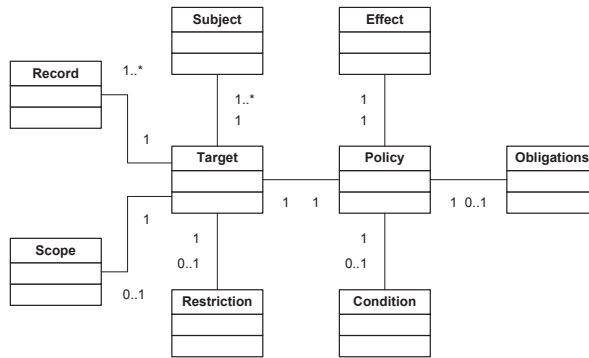 Subject
Effect
Record
1..*
1..*
1
1
1
1
Target
Policy
Obligations
1
1
1
1
0..1
1
1
Scope
0..1
0..1
0..1
Restriction
Condition